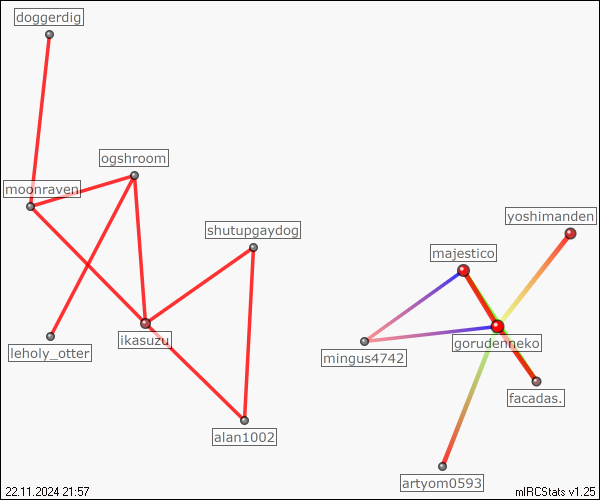 doggerdig
ogshroom
moonraven
yoshimanden
shutupgaydog
majestico
ikasuzu
gorudenneko
leholy_otter
mingus4742
facadas.
alan1002
artyom0593
22.11.2024 21:57
mIRCStats v1.25